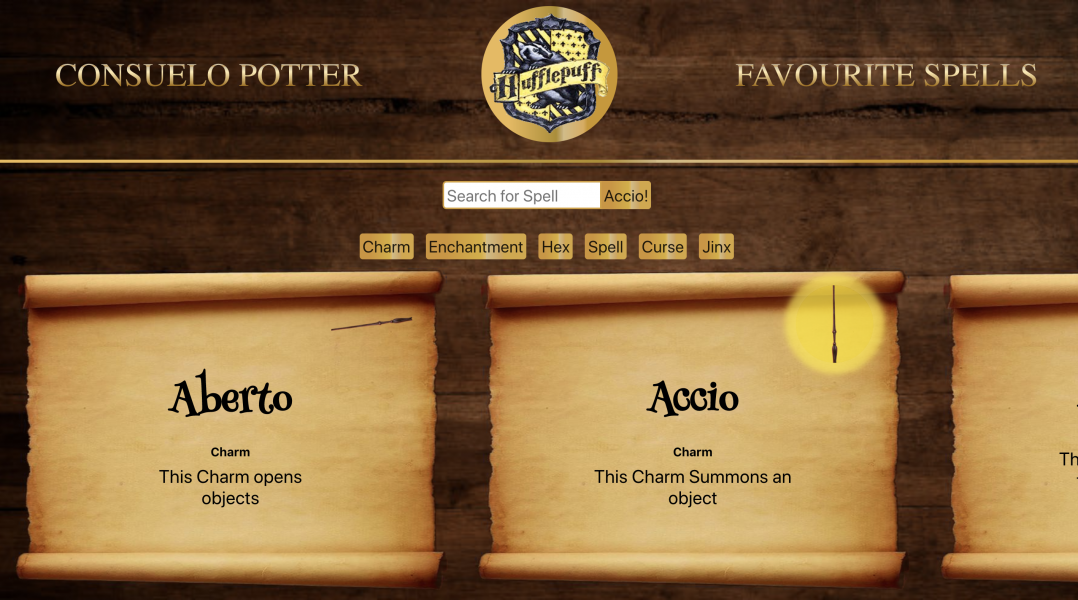 CONSUELO POTTER
Hufflepuff
FAVOURITE SPELLS
Search for Spell
Accio!
Charm
Enchantment
Hex
Spell
Curse
Jinx
Aberto
Charm
This Charm opens
objects
Accio
Charm
This Charm Summons an
object
Th